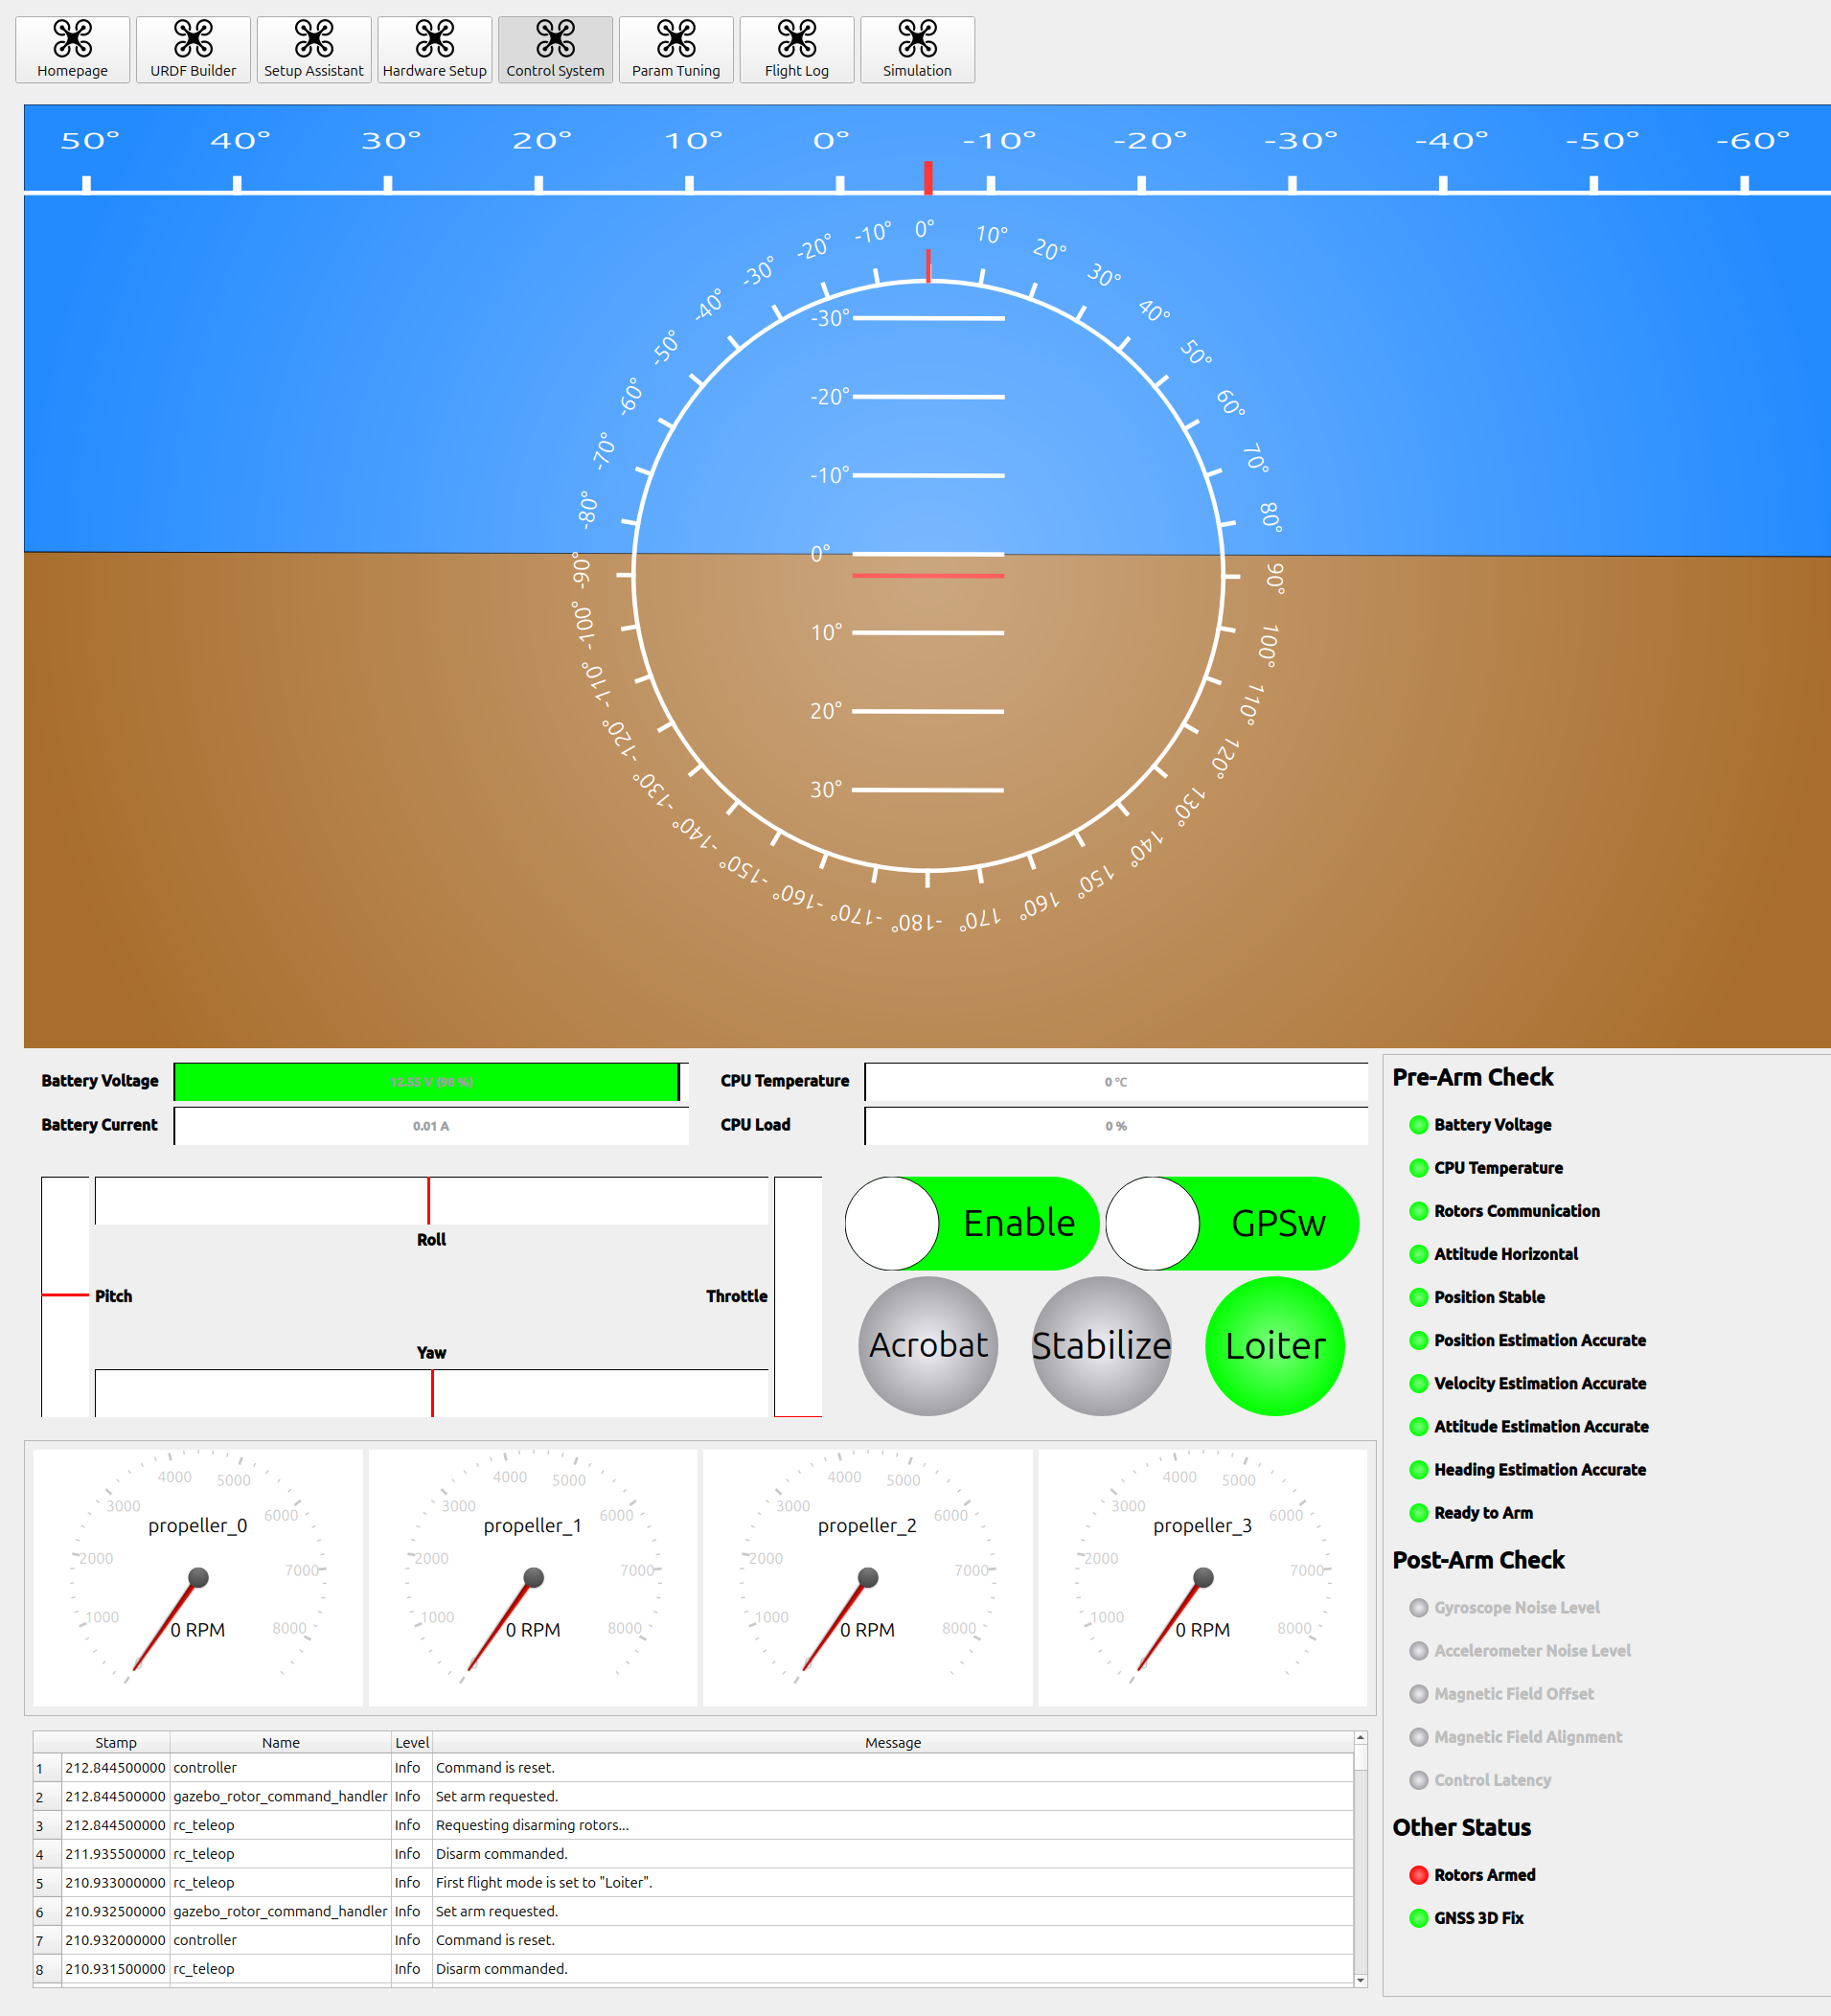 Homepage URDF Builder Setup Assistant Hardware Setup Control System Param Tuning Flight Log Simulation
50° 40° 30° 20° 10° 0° -10° -20° -30° -40° -50° -60°
-90° -80° -70° -60° -50° -40° -30° -20° -10° 0° 10° 20° 30° 40° 50° 60° 70° 80° 90°
-30°
-20°
-10°
0°
10°
20°
30°
-100° -110° -120° -130° -140° -150° -160° -170° -180° 170° 160° 150° 140° 130° 120° 110° 100°
Battery Voltage 12.55 V (98 %) CPU Temperature 0 °C
Battery Current 0.01 A CPU Load 0 %
Roll
Pitch Throttle
Yaw
Enable GPSw
Acrobat Stabilize Loiter
propeller_0
0 1000 2000 3000 4000 5000 6000 7000 8000
0 RPM
propeller_1
0 1000 2000 3000 4000 5000 6000 7000 8000
0 RPM
propeller_2
0 1000 2000 3000 4000 5000 6000 7000 8000
0 RPM
propeller_3
0 1000 2000 3000 4000 5000 6000 7000 8000
0 RPM
Stamp Name Level Message
1 212.844500000 controller Info Command is reset.
2 212.844500000 gazebo_rotor_command_handler Info Set arm requested.
3 212.844500000 rc_teleop Info Requesting disarming rotors...
4 211.935500000 rc_teleop Info Disarm commanded.
5 210.933000000 rc_teleop Info First flight mode is set to "Loiter".
6 210.932500000 gazebo_rotor_command_handler Info Set arm requested.
7 210.932000000 controller Info Command is reset.
8 210.931500000 rc_teleop Info Disarm commanded.
Pre-Arm Check
Battery Voltage
CPU Temperature
Rotors Communication
Attitude Horizontal
Position Stable
Position Estimation Accurate
Velocity Estimation Accurate
Attitude Estimation Accurate
Heading Estimation Accurate
Ready to Arm
Post-Arm Check
Gyroscope Noise Level
Accelerometer Noise Level
Magnetic Field Offset
Magnetic Field Alignment
Control Latency
Other Status
Rotors Armed
GNSS 3D Fix